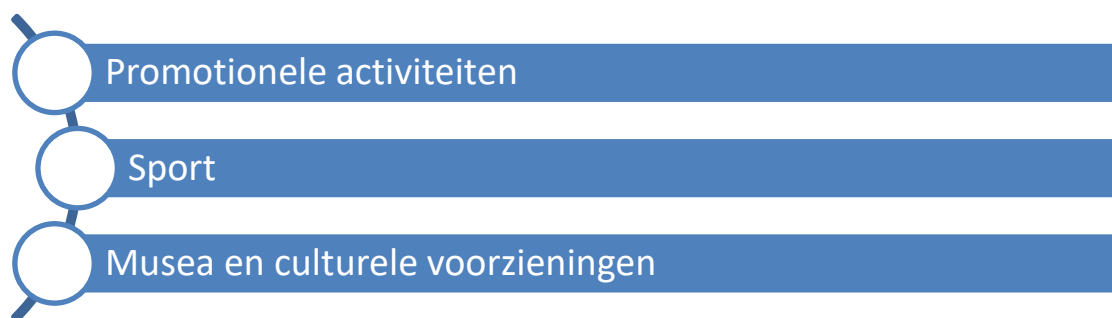 Promotionele activiteiten
Sport
Musea en culturele voorzieningen